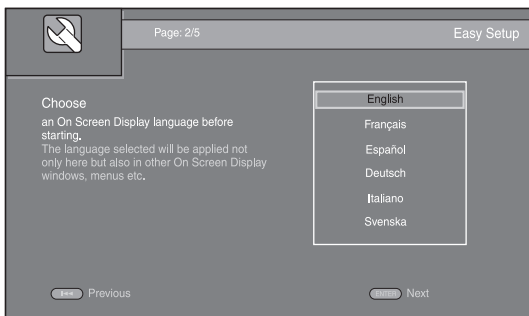 Page: 2/5
Easy Setup
Choose
an On Screen Display language before
starting.
The language selected will be applied not
only here but also in other On Screen Display
windows, menus etc.
English
Français
Español
Deutsch
Italiano
Svenska
Previous
ENTER Next